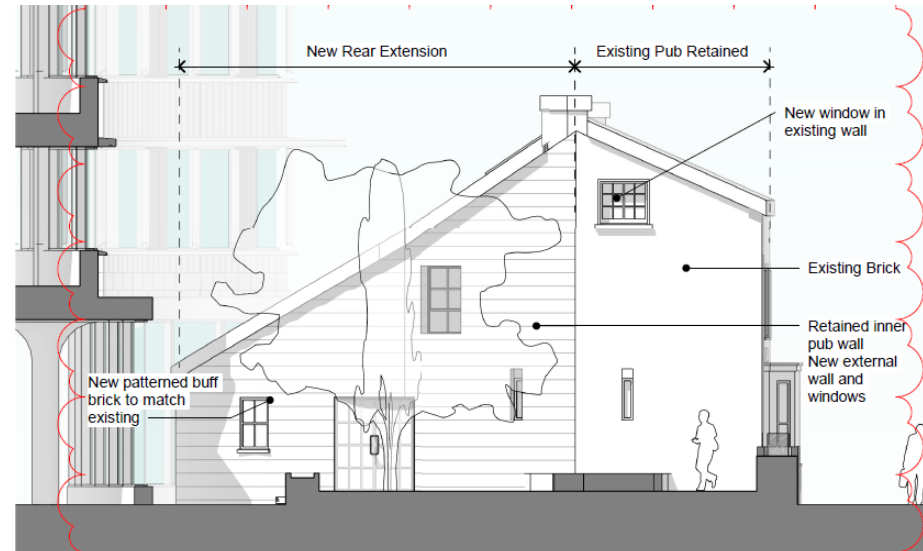 New Rear Extension
Existing Pub Retained
New window in
existing wall
Existing Brick
Retained inner
pub wall
New external
wall and
windows
New patterned buff
brick to match
existing